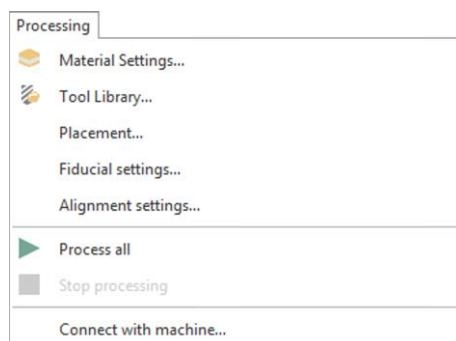 Processing
Material Settings...
Tool Library...
Placement...
Fiducial settings...
Alignment settings...
Process all
Stop processing
Connect with machine...